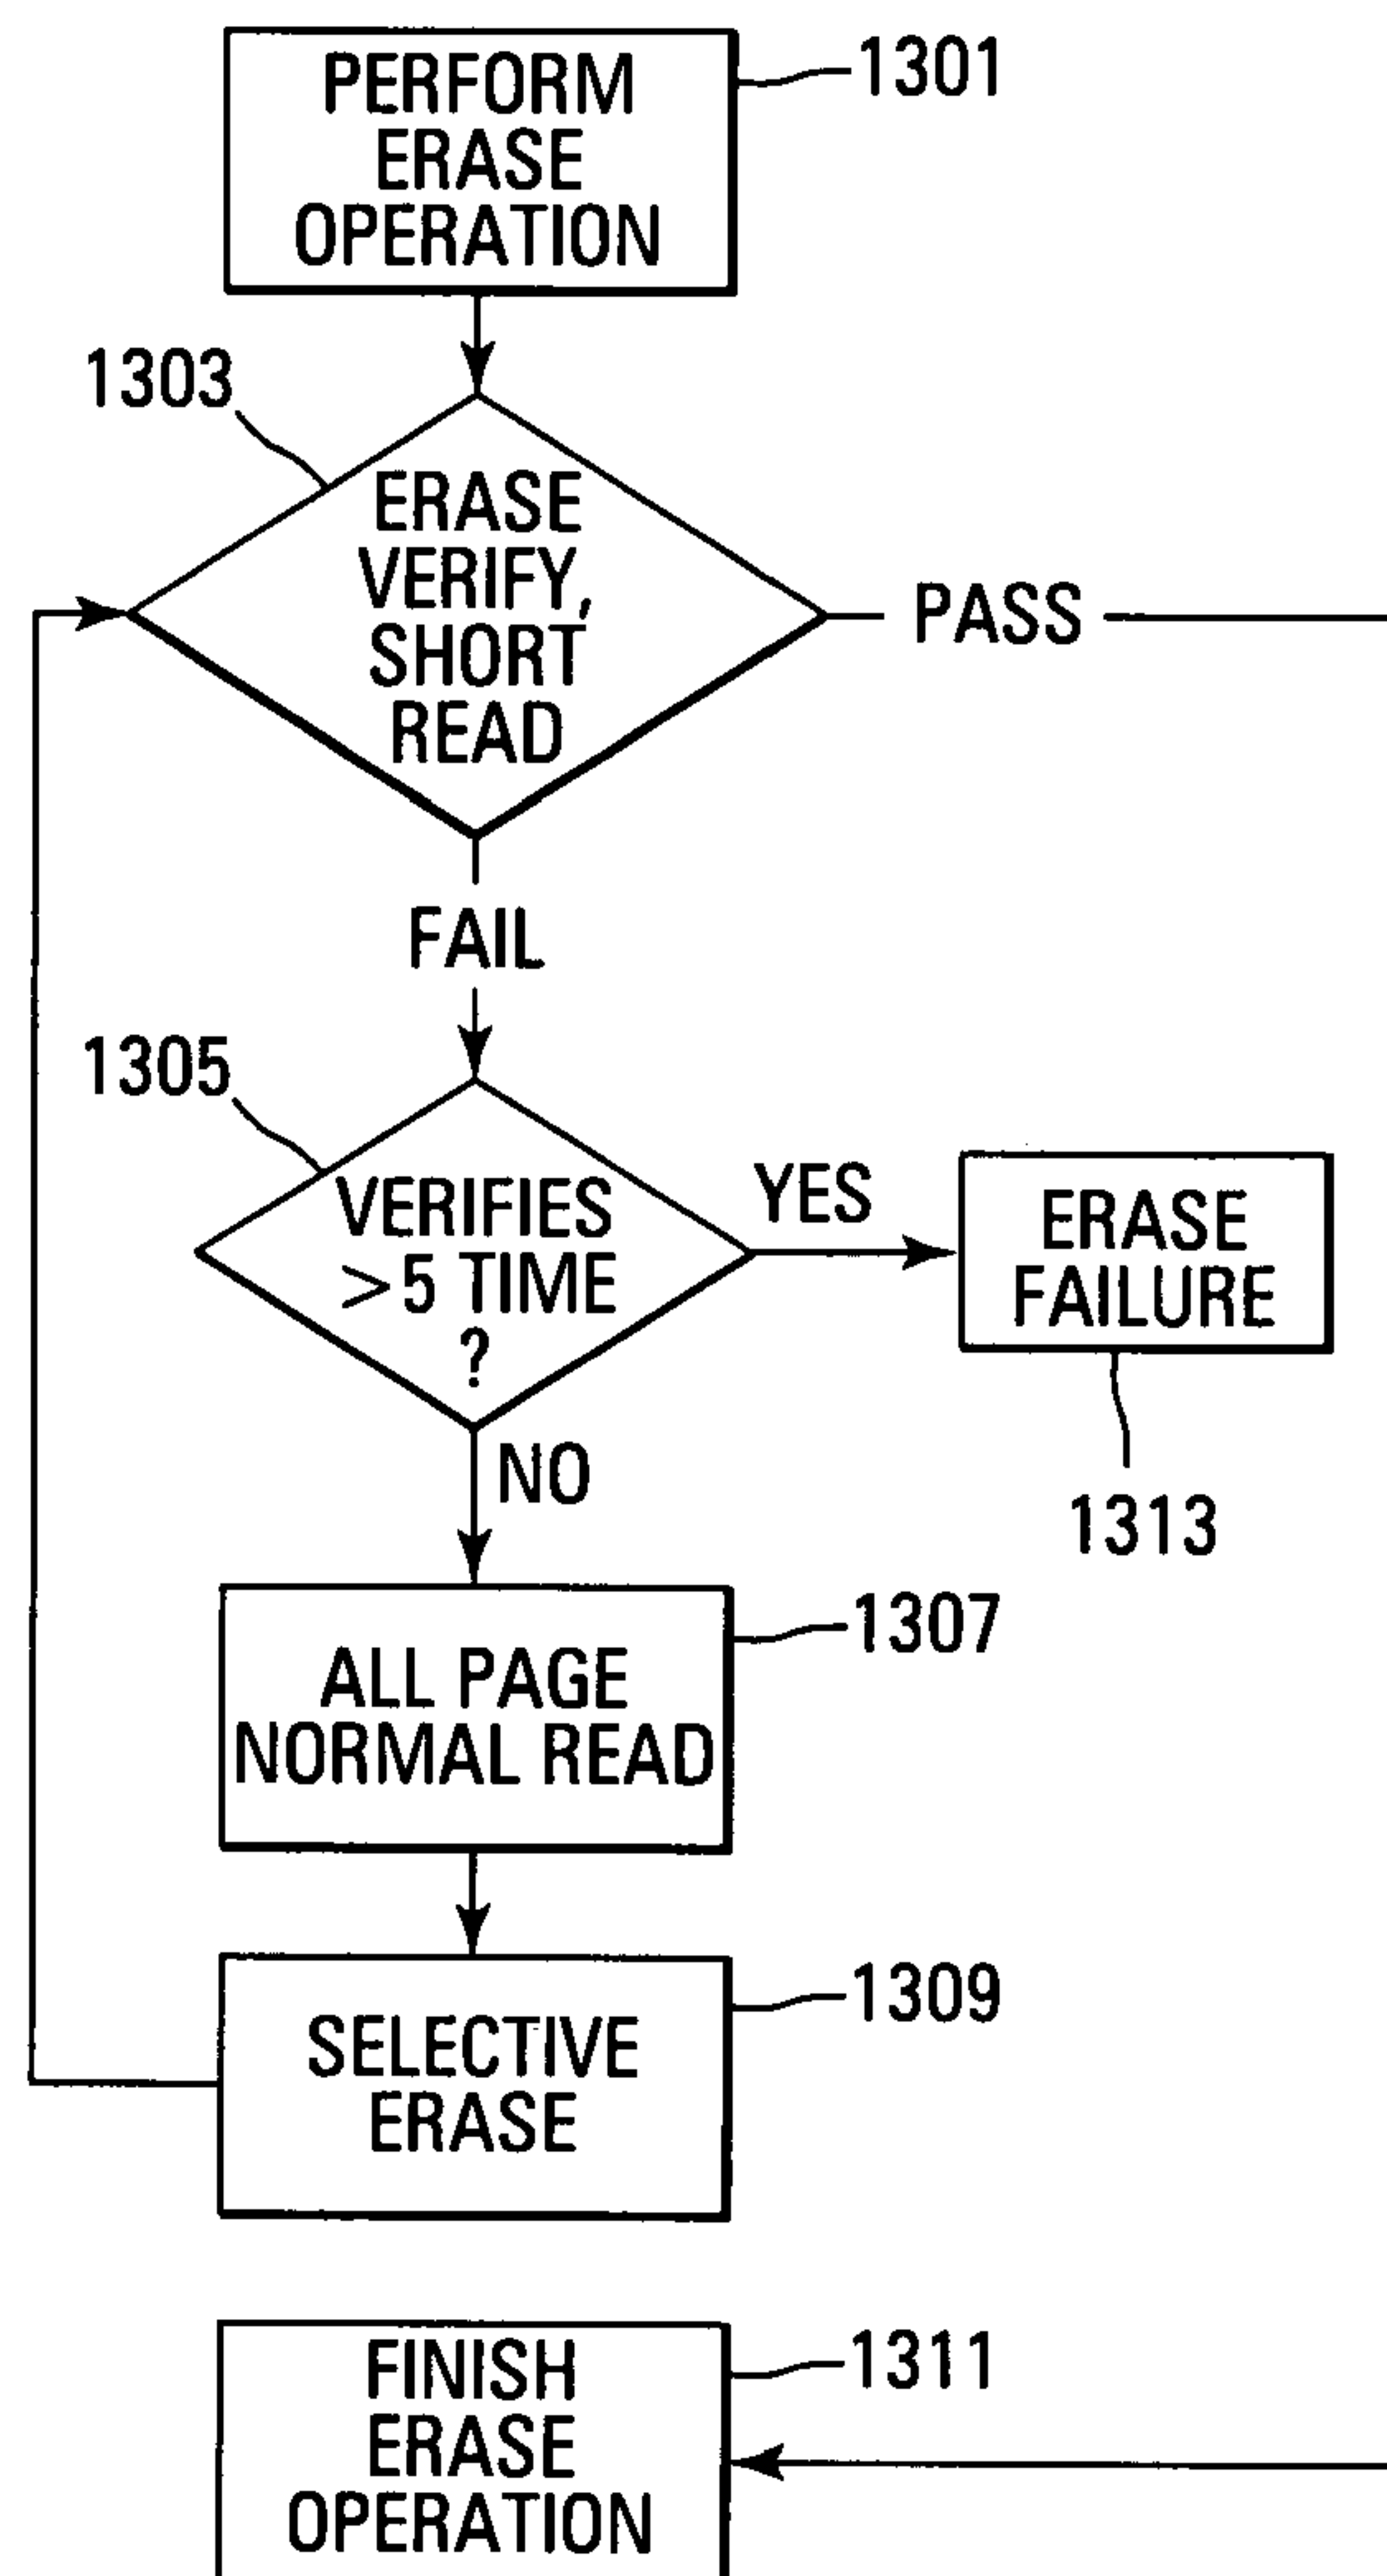 PERFORM
ERASE
OPERATION
1301
1303
ERASE
VERIFY,
SHORT
READ
PASS
FAIL
1305
VERIFIES
>5 TIME
?
YES
ERASE
FAILURE
1313
NO
ALL PAGE
NORMAL READ
1307
SELECTIVE
ERASE
1309
FINISH
ERASE
OPERATION
1311